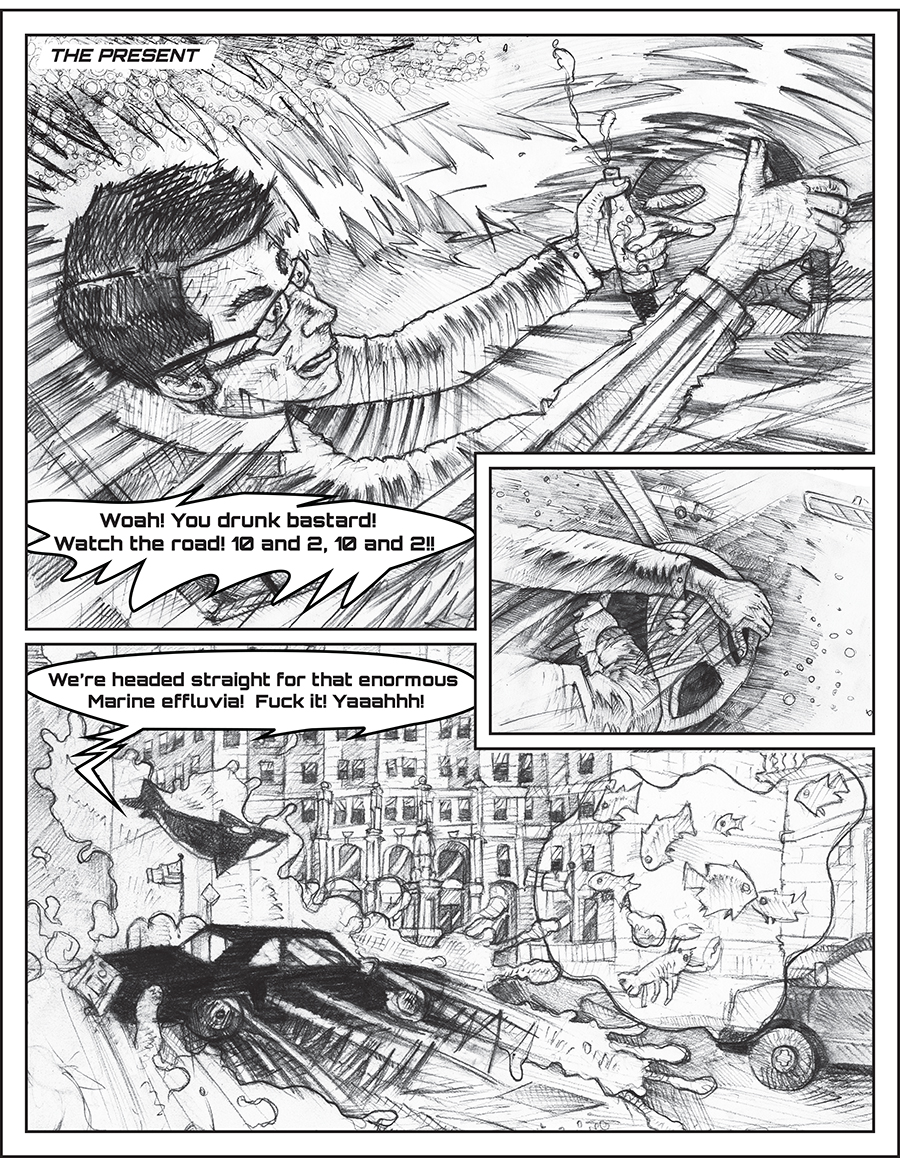 THE PRESENT
Woah! You drunk bastard!
Watch the road! 10 and 2, 10 and 2!!
We're headed straight for that enormous
Marine effluvia! Fuck it! Yaaahhh!